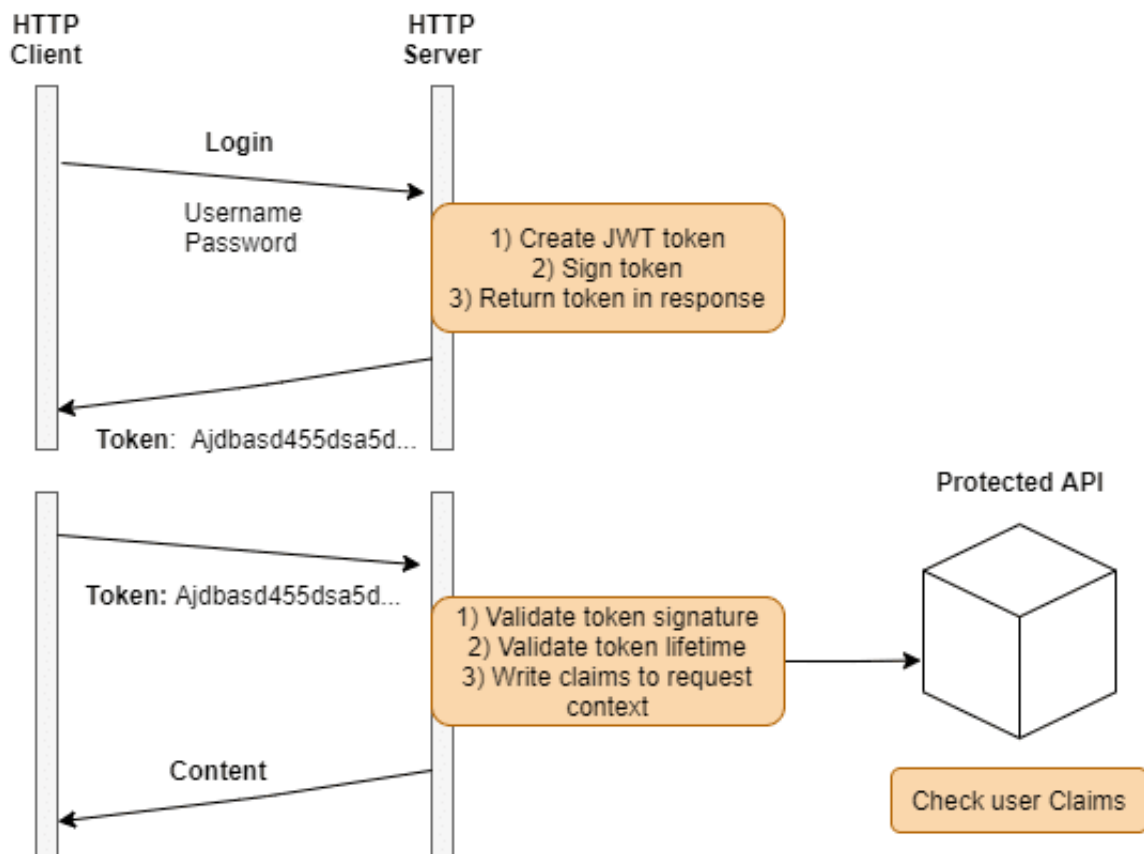 HTTP
Client
HTTP
Server
Login
Username
Password
1) Create JWT token
2) Sign token
3) Return token in response
Token: Ajdbasd455dsa5d...
Protected API
Token: Ajdbasd455dsa5d...
1) Validate token signature
2) Validate token lifetime
3) Write claims to request
context
Content
Check user Claims